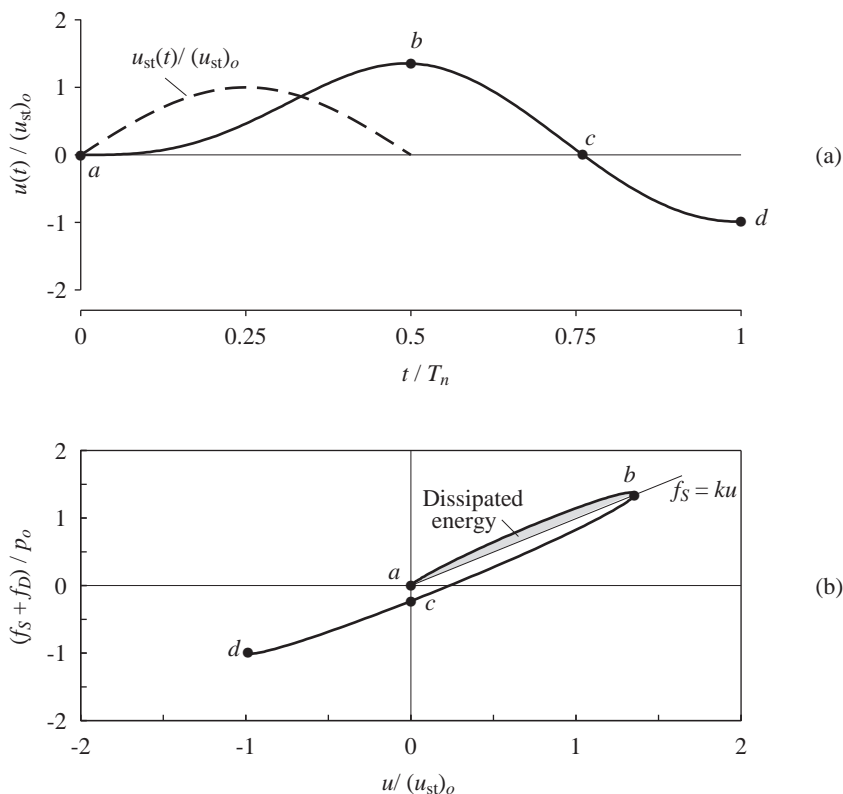 2
b
u_st(t)/ (u_st)_o
1
c
u(t) / (u_st)_o
0
a
(a)
-1
d
-2
0 0.25 0.5 0.75 1
t / T_n
2
b
f_S = ku
Dissipated
energy
1
a
(f_S + f_D) / p_o
0
c
(b)
-1
d
-2
-2 -1 0 1 2
u/ (u_st)_o